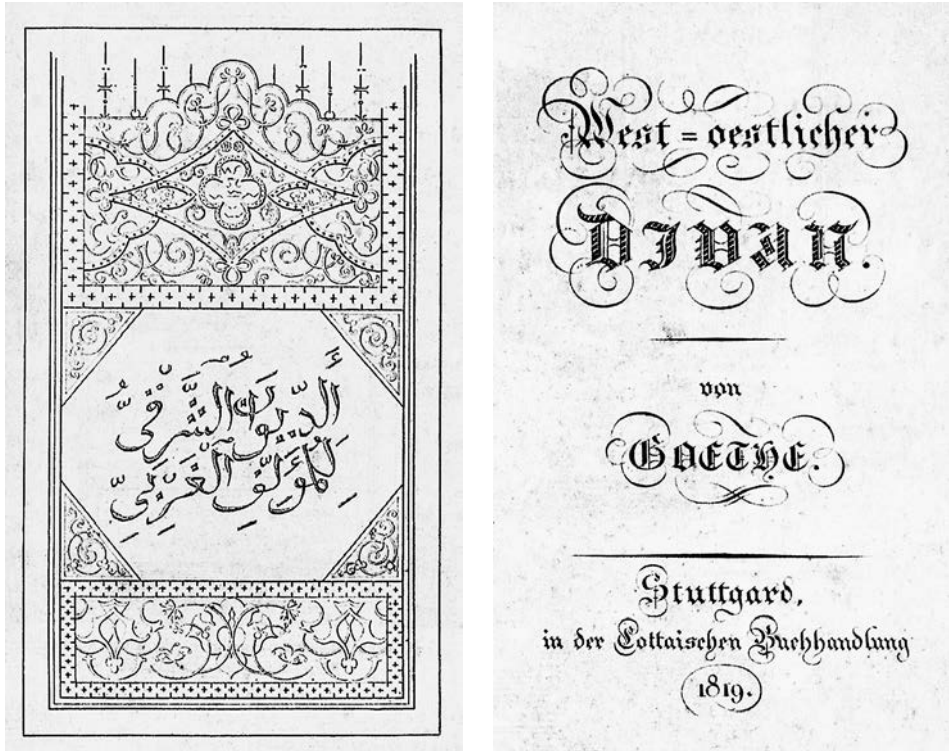 الديوان الشرقي
للمؤلف الغربي
West=oestlicher
DIVAN.
von
GOETHE.
Stuttgard,
in der Cottaischen Buchhandlung
1819.